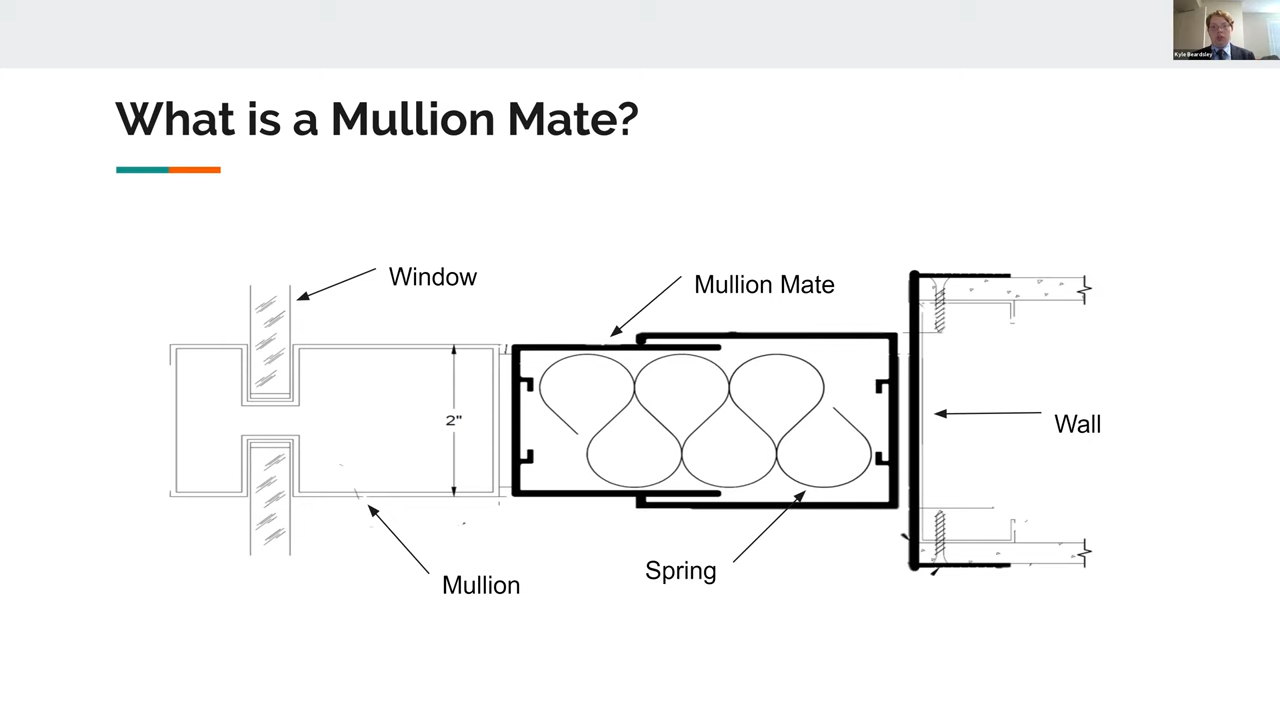 Kyle Beardsley
What is a Mullion Mate?
Window
Mullion Mate
2"
Wall
Spring
Mullion